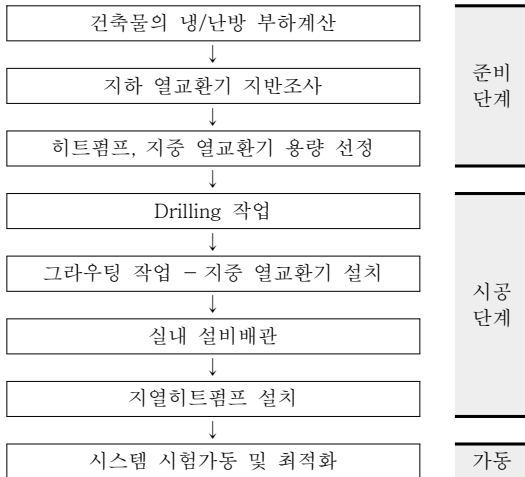 건축물의 냉/난방 부하계산
↓
지하 열교환기 지반조사
↓
히트펌프, 지중 열교환기 용량 선정
준비
단계
↓
Drilling 작업
↓
그라우팅 작업 – 지중 열교환기 설치
↓
실내 설비배관
↓
지열히트펌프 설치
시공
단계
↓
시스템 시험가동 및 최적화
가동